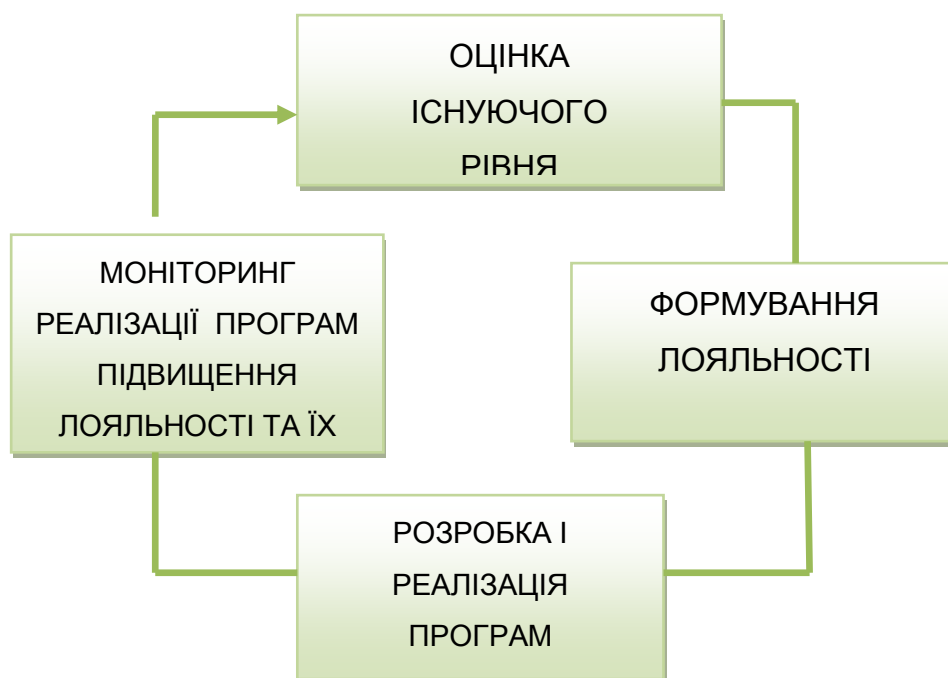 ОЦІНКА
ІСНУЮЧОГО
РІВНЯ
МОНІТОРИНГ
РЕАЛІЗАЦІЇ ПРОГРАМ
ПІДВИЩЕННЯ
ЛОЯЛЬНОСТІ ТА ЇХ
ФОРМУВАННЯ
ЛОЯЛЬНОСТІ
РОЗРОБКА І
РЕАЛІЗАЦІЯ
ПРОГРАМ